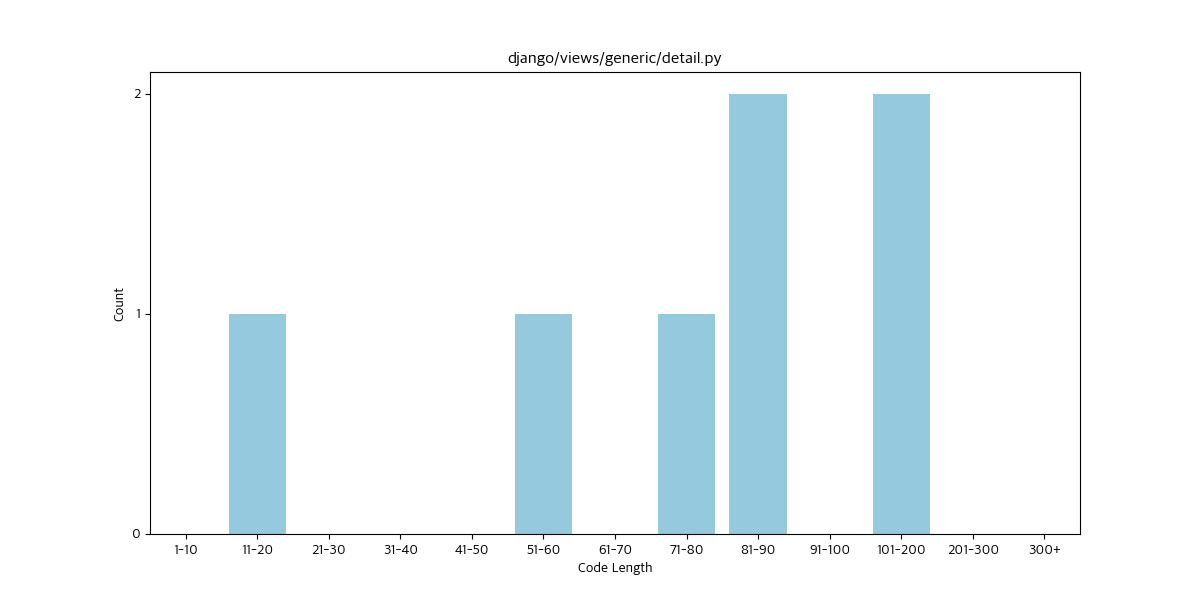 django/views/generic/detail.py
2
1
0
Count
1-10 11-20 21-30 31-40 41-50 51-60 61-70 71-80 81-90 91-100 101-200 201-300 300+
Code Length